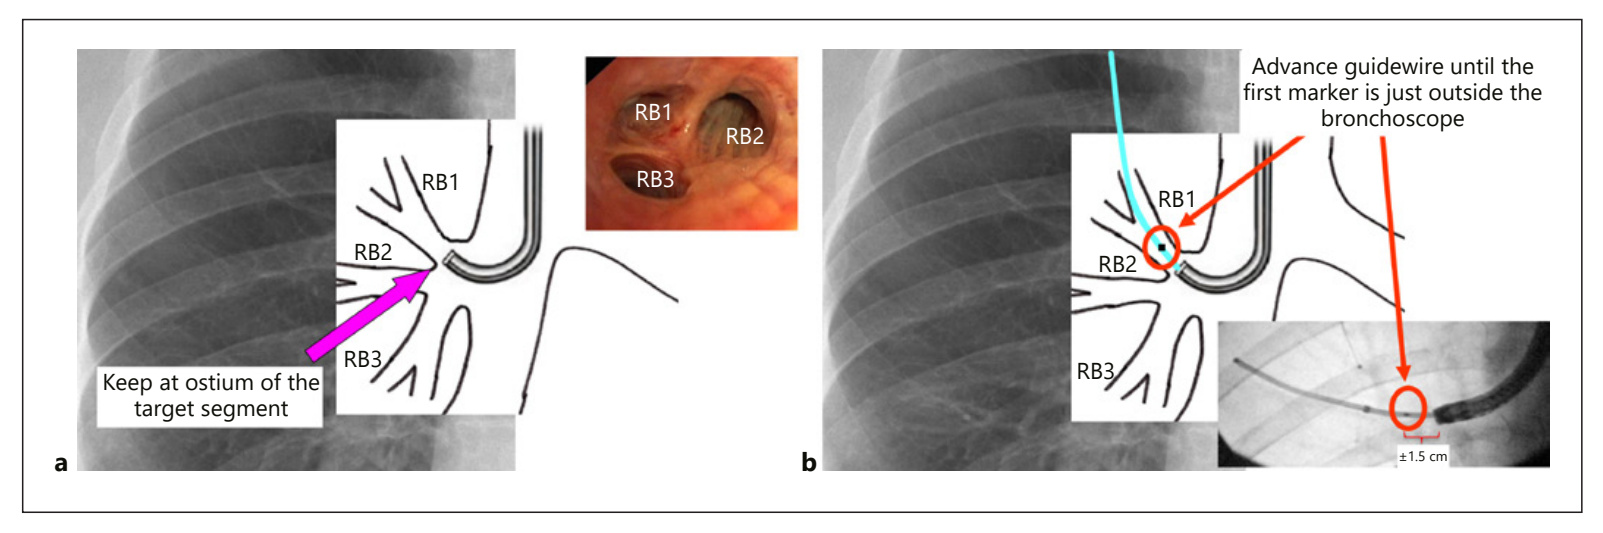 RB1
RB2
RB3
RB1
RB2
RB3
Keep at ostium of the
target segment
a
Advance guidewire until the
first marker is just outside the
bronchoscope
RB1
RB2
RB3
±1.5 cm
b